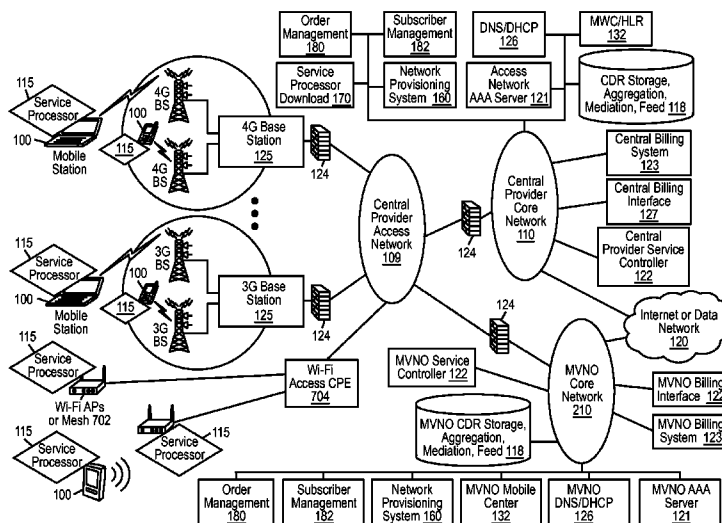 Order
Management
180
Subscriber
Management
182
DNS/DHCP
126
MWC/HLR
132
Service
Processor
Download 170
Network
Provisioning
System 160
Access
Network
AAA Server 121
CDR Storage,
Aggregation,
Mediation, Feed 118
115
Service
Processor
100
Mobile
Station
4G
BS
100
115
4G
BS
4G Base
Station
125
124
Central
Provider
Access
Network
109
124
Central
Provider
Core
Network
110
Central Billing
System
123
Central Billing
Interface
127
Central
Provider Service
Controller
122
115
Service
Processor
100
Mobile
Station
3G
BS
100
115
3G
BS
3G Base
Station
125
124
124
Internet or Data
Network
120
115
Service
Processor
Wi-Fi APs
or Mesh 702
Wi-Fi
Access CPE
704
MVNO Service
Controller 122
MVNO
Core
Network
210
MVNO Billing
Interface 122
MVNO Billing
System 123
MVNO CDR Storage,
Aggregation,
Mediation, Feed 118
115
Service
Processor
100
115
Service
Processor
Order
Management
180
Subscriber
Management
182
Network
Provisioning
System 160
MVNO Mobile
Center
132
MVNO
DNS/DHCP
126
MVNO AAA
Server
121